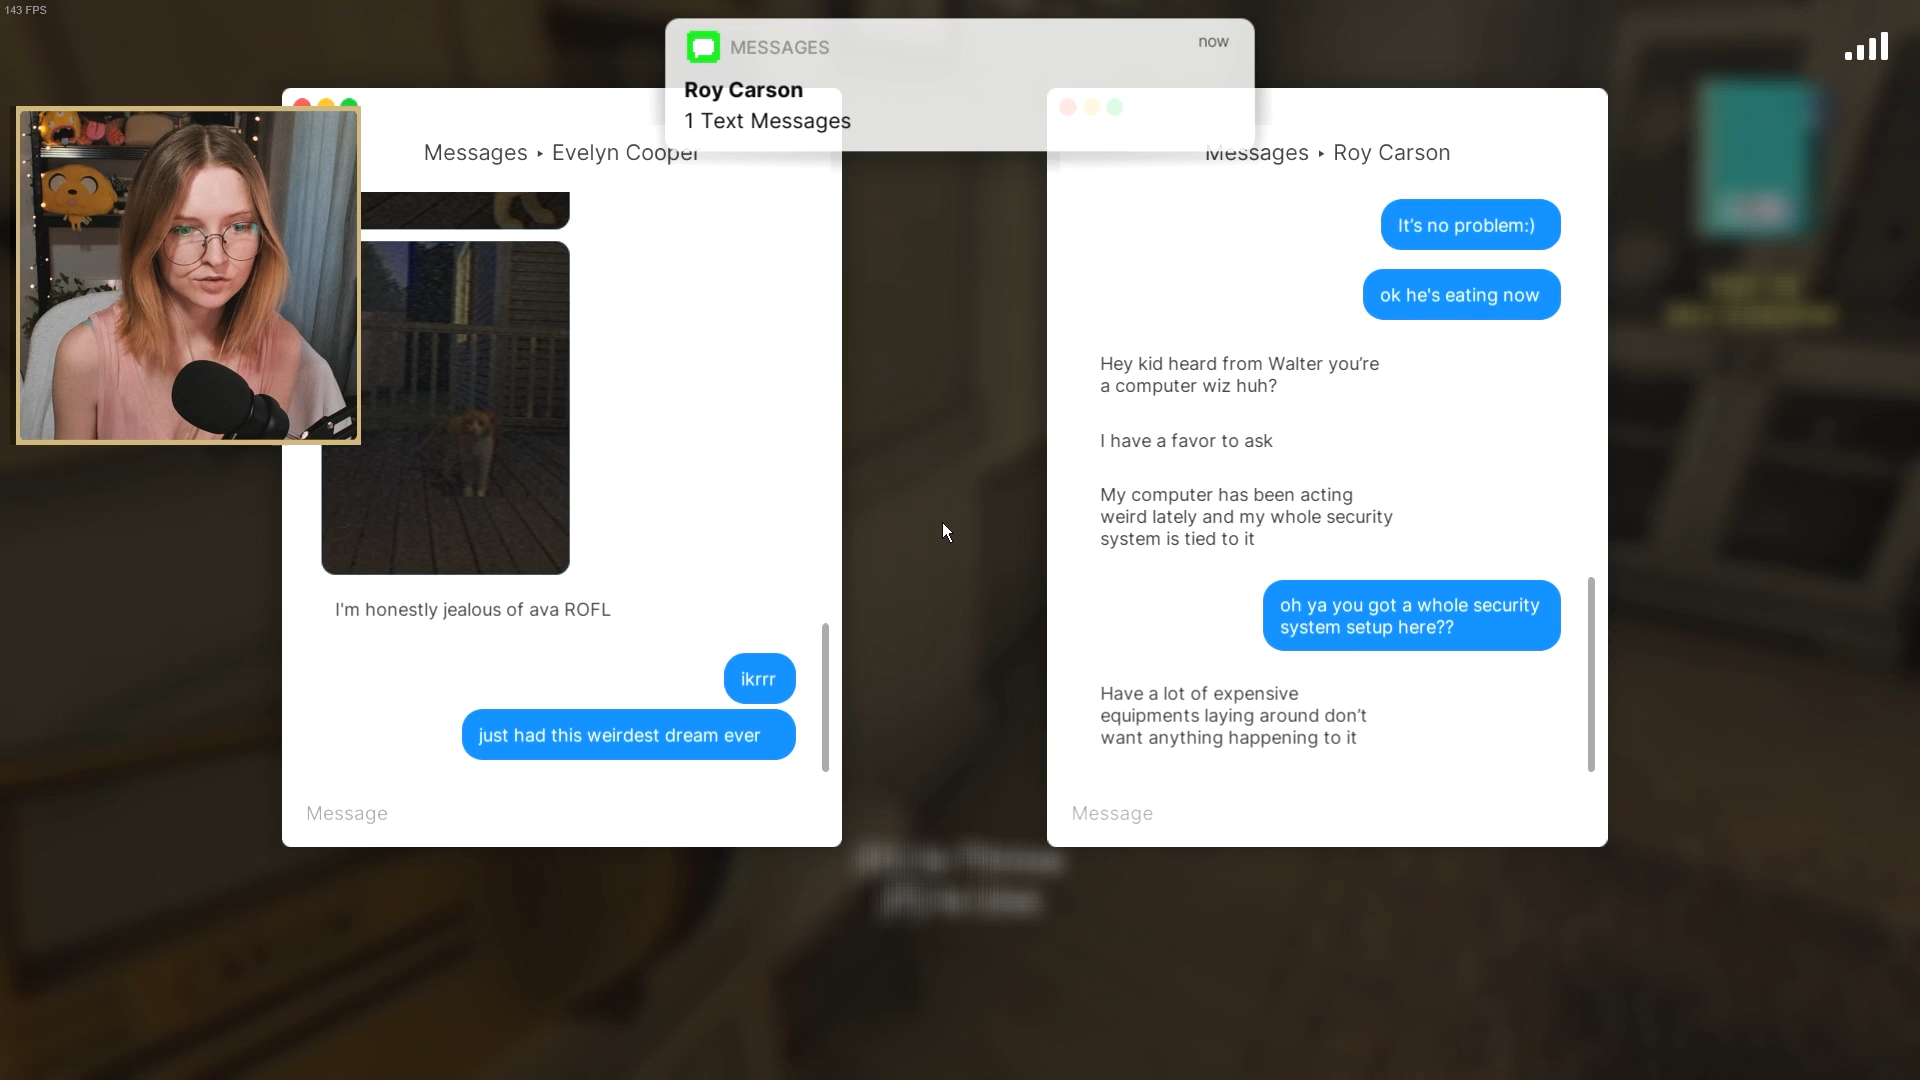 143 FPS
MESSAGES
now
Roy Carson
1 Text Messages
Messages ‣ Evelyn Cooper
I'm honestly jealous of ava ROFL
ikrrr
just had this weirdest dream ever
Message
Messages ‣ Roy Carson
It's no problem:)
ok he's eating now
Hey kid heard from Walter you're
a computer wiz huh?
I have a favor to ask
My computer has been acting
weird lately and my whole security
system is tied to it
oh ya you got a whole security
system setup here??
Have a lot of expensive
equipments laying around don't
want anything happening to it
Message